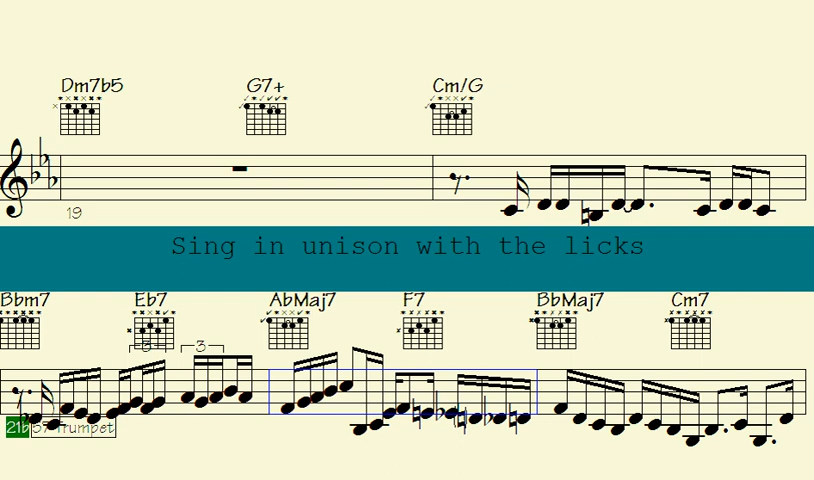 Dm7b5 G7+ Cm/G
19
Sing in unison with the licks
Bbm7 Eb7 AbMaj7 F7 BbMaj7 Cm7
3 3
21b 57 Trumpet